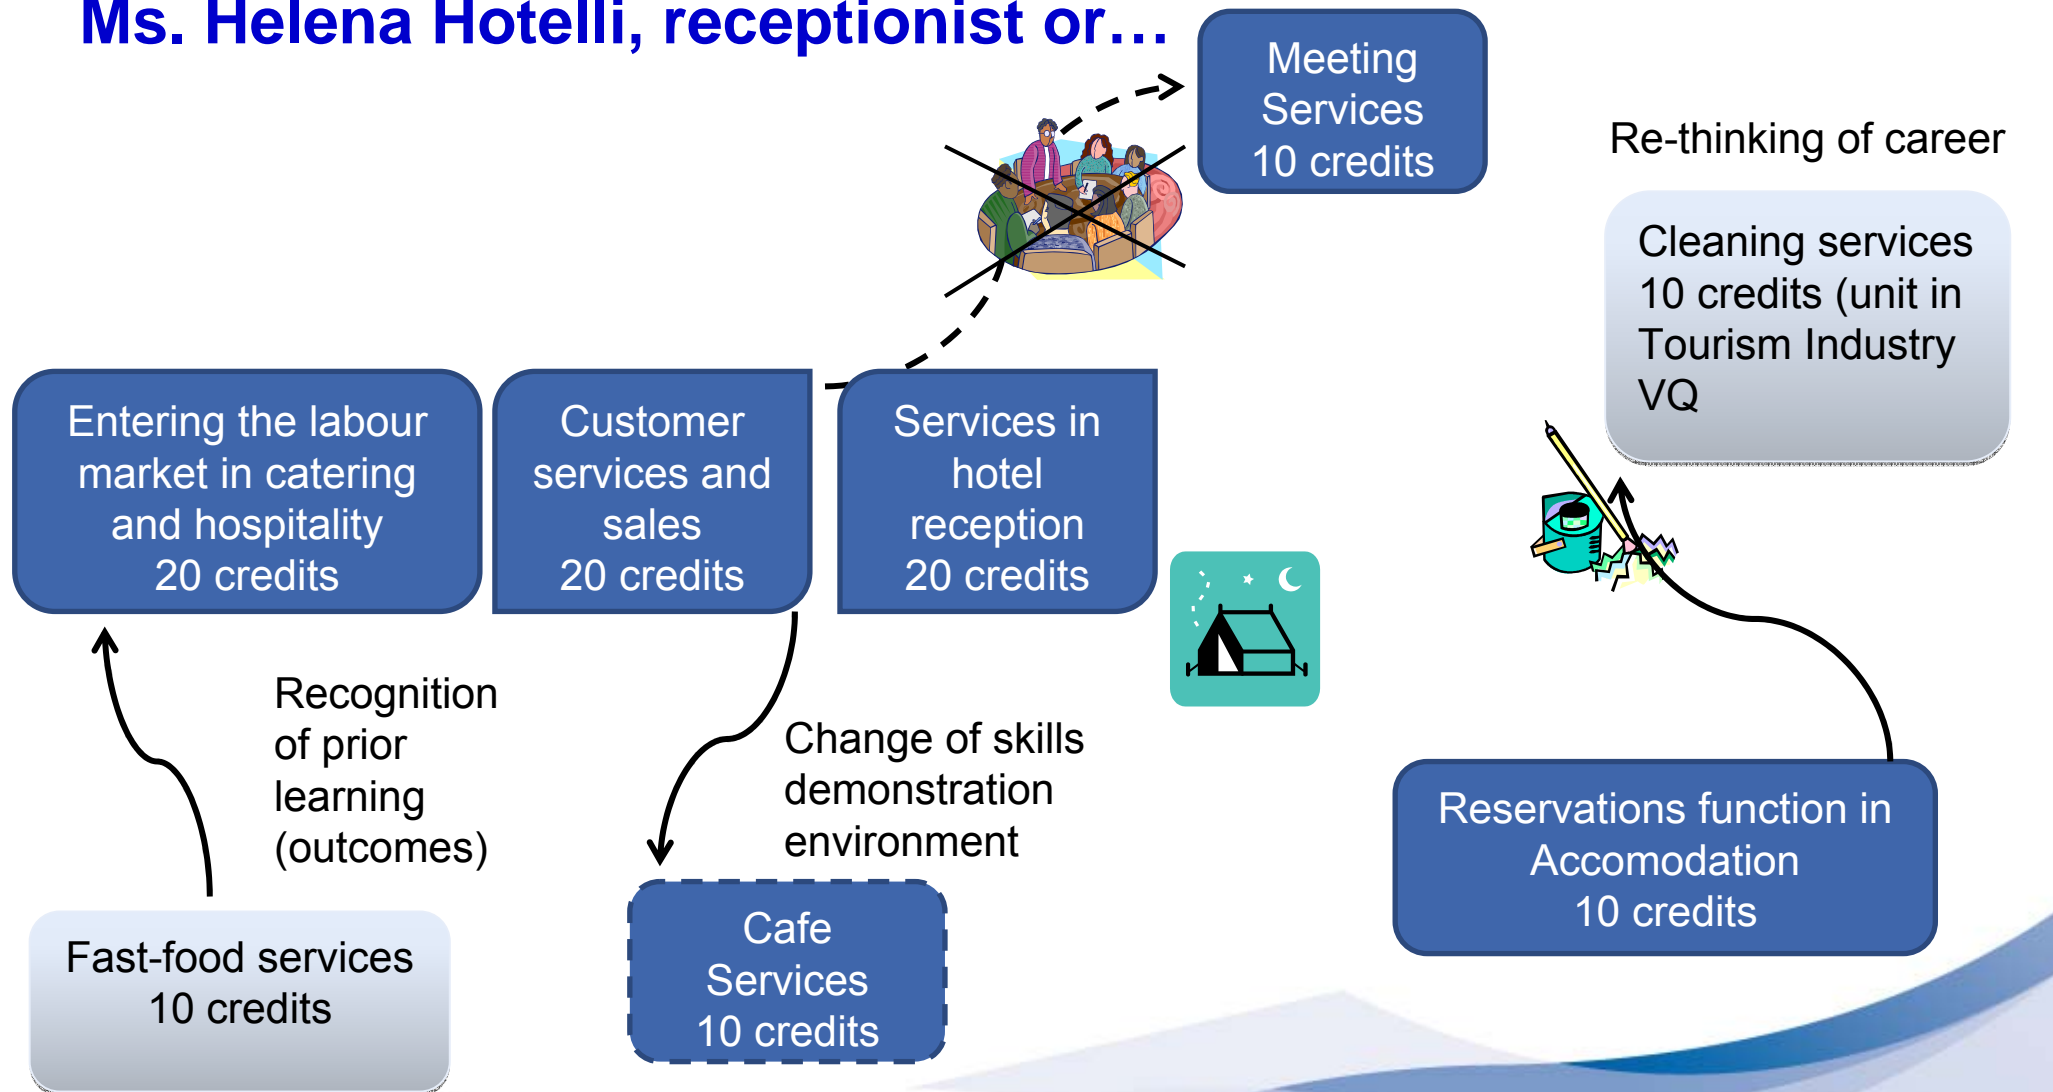 Ms. Helena Hotelli, receptionist or…
Meeting
Services
10 credits
Re-thinking of career
Cleaning services
10 credits (unit in
Tourism Industry
VQ
Entering the labour
market in catering
and hospitality
20 credits
Customer
services and
sales
20 credits
Services in
hotel
reception
20 credits
Recognition
of prior
learning
(outcomes)
Change of skills
demonstration
environment
Reservations function in
Accomodation
10 credits
Fast-food services
10 credits
Cafe
Services
10 credits